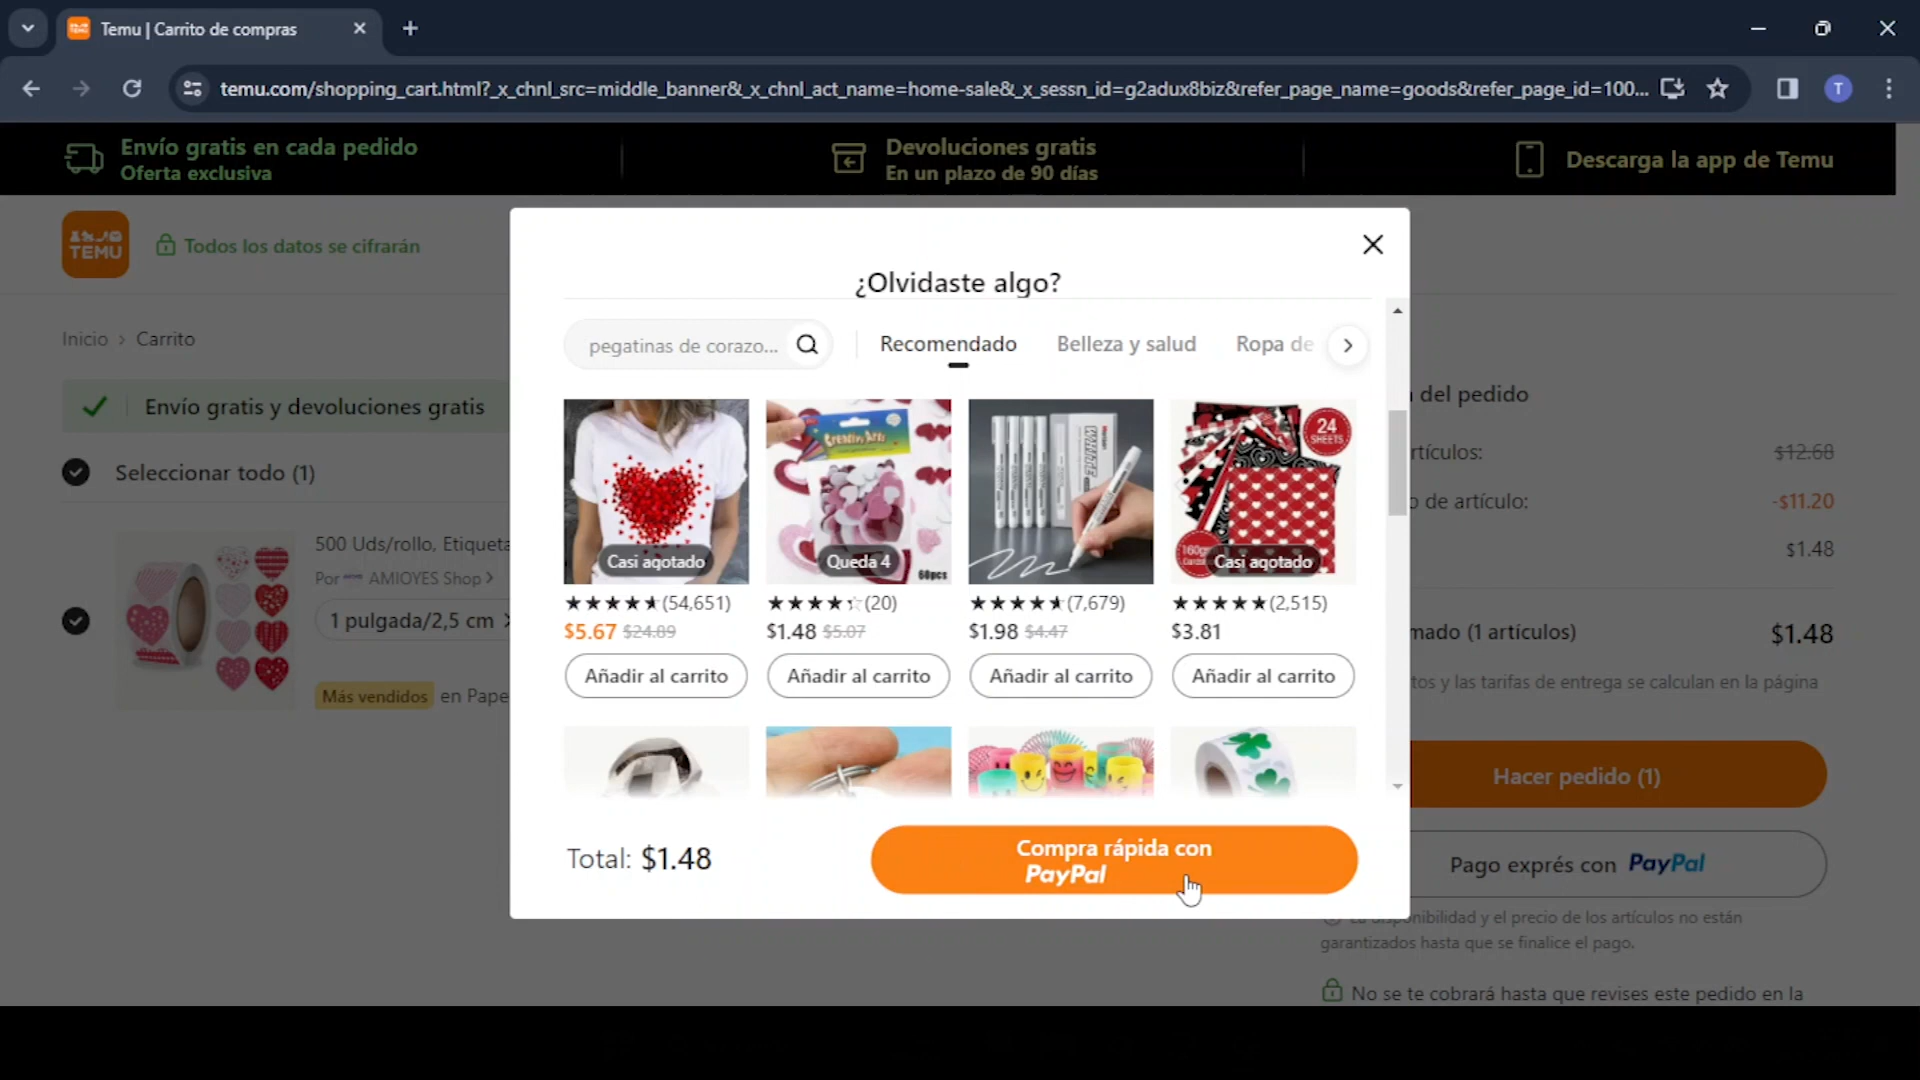 Temu | Carrito de compras
temu.com/shopping_cart.html?_x_chnl_src=middle_banner&_x_chnl_act_name=home-sale&_x_sessn_id=g2adux8biz&refer_page_name=goods&refer_page_id=100...
T
Envío gratis en cada pedido
Oferta exclusiva
Devoluciones gratis
En un plazo de 90 días
Descarga la app de Temu
TEMU
Todos los datos se cifrarán
¿Olvidaste algo?
Inicio › Carrito
pegatinas de corazo...
Recomendado
Belleza y salud
Ropa de
Envío gratis y devoluciones gratis
Seleccionar todo (1)
500 Uds/rollo, Etiqueta
Por AMIOYES Shop
1 pulgada/2,5 cm
Más vendidos en Pape
Creative Arts
60pcs
24 SHEETS
Casi agotado
Queda 4
Casi agotado
(54,651)
(20)
(7,679)
(2,515)
$5.67 $24.89
$1.48 $5.07
$1.98 $4.47
$3.81
Añadir al carrito
Añadir al carrito
Añadir al carrito
Añadir al carrito
Total: $1.48
Compra rápida con
PayPal
del pedido
rtículos:
$12.68
o de artículo:
-$11.20
$1.48
mado (1 artículos)
$1.48
tos y las tarifas de entrega se calculan en la página
Hacer pedido (1)
Pago exprés con PayPal
La disponibilidad y el precio de los artículos no están
garantizados hasta que se finalice el pago.
No se te cobrará hasta que revises este pedido en la